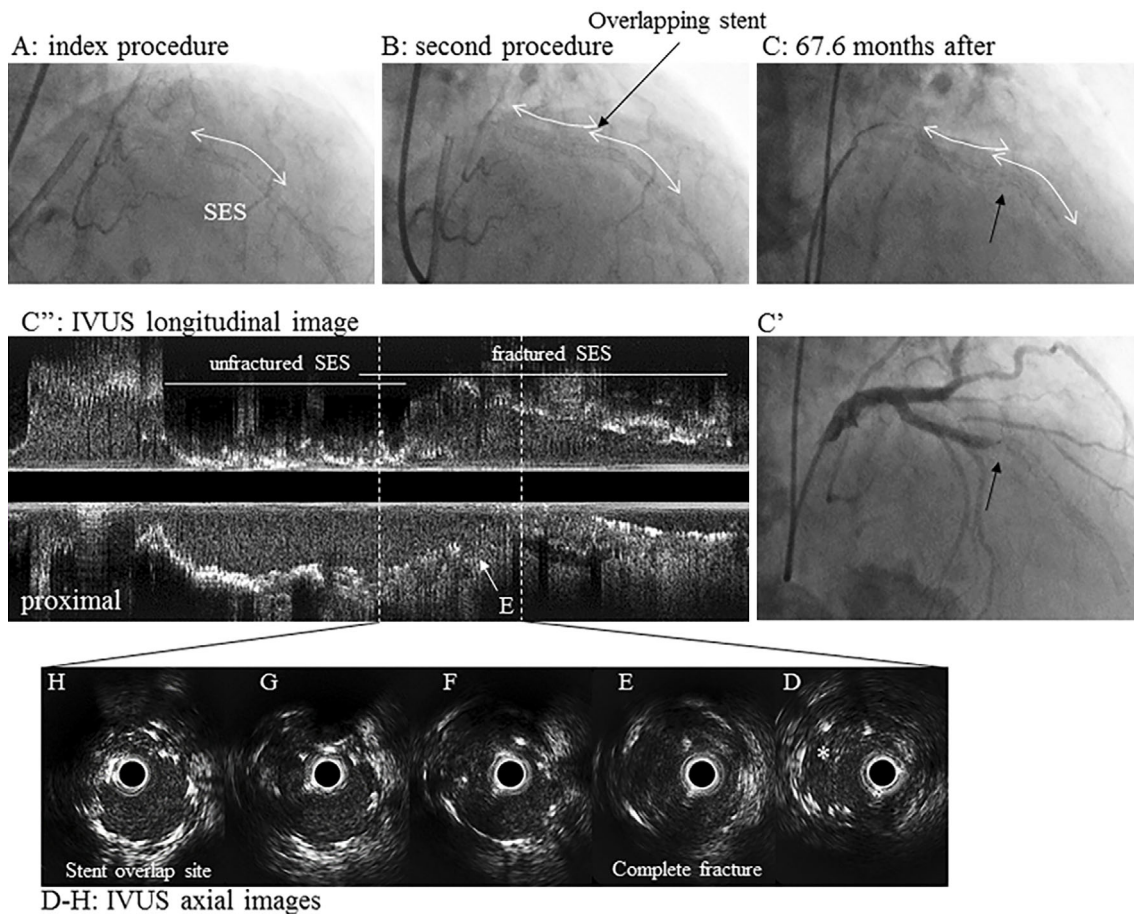 Overlapping stent
A: index procedure
B: second procedure
C: 67.6 months after
SES
C”: IVUS longitudinal image
C’
unfractured SES
fractured SES
proximal
E
H
G
F
E
D
*
Stent overlap site
Complete fracture
D-H: IVUS axial images